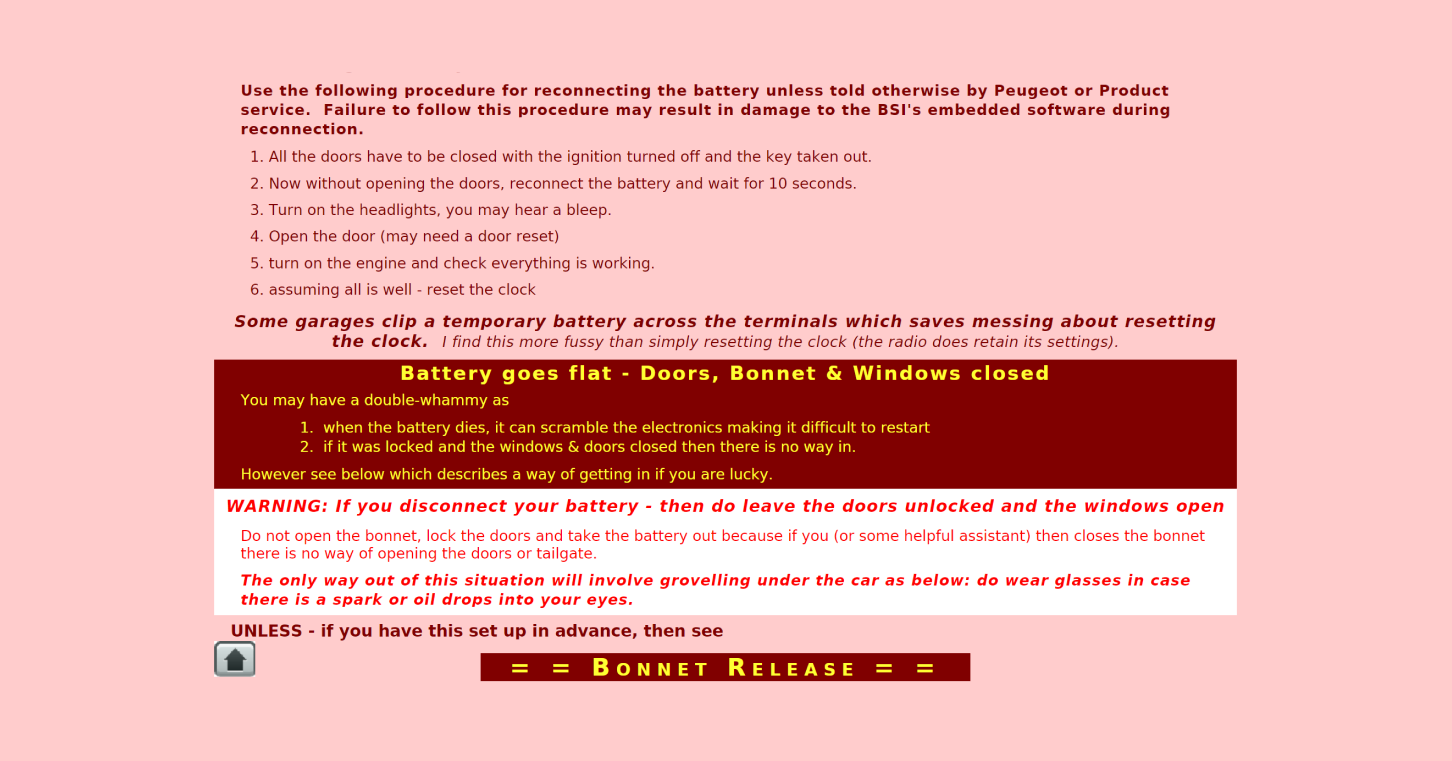 Use the following procedure for reconnecting the battery unless told otherwise by Peugeot or Product
service.  Failure to follow this procedure may result in damage to the BSI's embedded software during
reconnection.
1. All the doors have to be closed with the ignition turned off and the key taken out.
2. Now without opening the doors, reconnect the battery and wait for 10 seconds.
3. Turn on the headlights, you may hear a bleep.
4. Open the door (may need a door reset)
5. turn on the engine and check everything is working.
6. assuming all is well - reset the clock
Some garages clip a temporary battery across the terminals which saves messing about resetting
the clock.  I find this more fussy than simply resetting the clock (the radio does retain its settings).
Battery goes flat - Doors, Bonnet & Windows closed
You may have a double-whammy as
1.  when the battery dies, it can scramble the electronics making it difficult to restart
2.  if it was locked and the windows & doors closed then there is no way in.
However see below which describes a way of getting in if you are lucky.
WARNING: If you disconnect your battery - then do leave the doors unlocked and the windows open
Do not open the bonnet, lock the doors and take the battery out because if you (or some helpful assistant) then closes the bonnet
there is no way of opening the doors or tailgate.
The only way out of this situation will involve grovelling under the car as below: do wear glasses in case
there is a spark or oil drops into your eyes.
UNLESS - if you have this set up in advance, then see
= = Bonnet Release = =